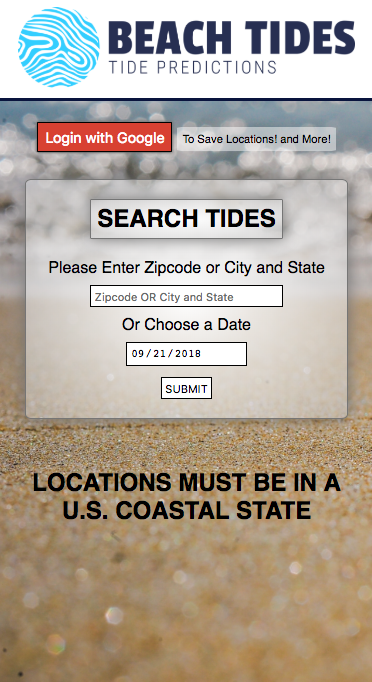 BEACH TIDES
TIDE PREDICTIONS
Login with Google
To Save Locations! and More!
SEARCH TIDES
Please Enter Zipcode or City and State
Zipcode OR City and State
Or Choose a Date
09/21/2018
SUBMIT
LOCATIONS MUST BE IN A
U.S. COASTAL STATE